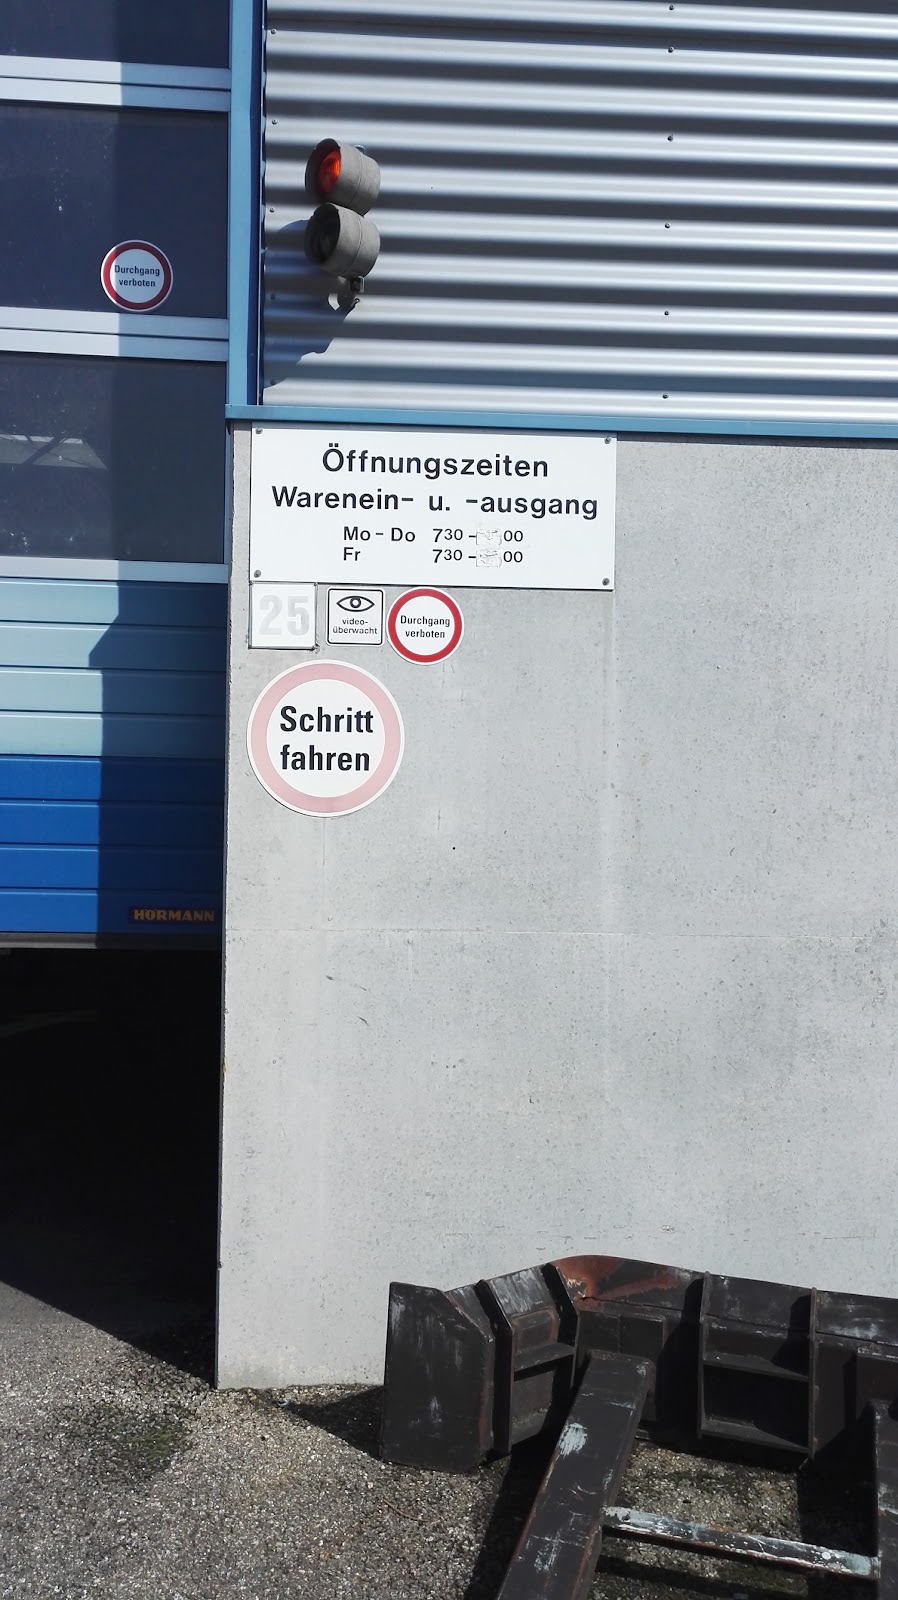 Durchgang
verboten
Öffnungszeiten
Warenein- u. -ausgang
Mo - Do 730 - 00
Fr 730 - 00
25
video-
überwacht
Durchgang
verboten
Schritt
fahren
HÖRMANN